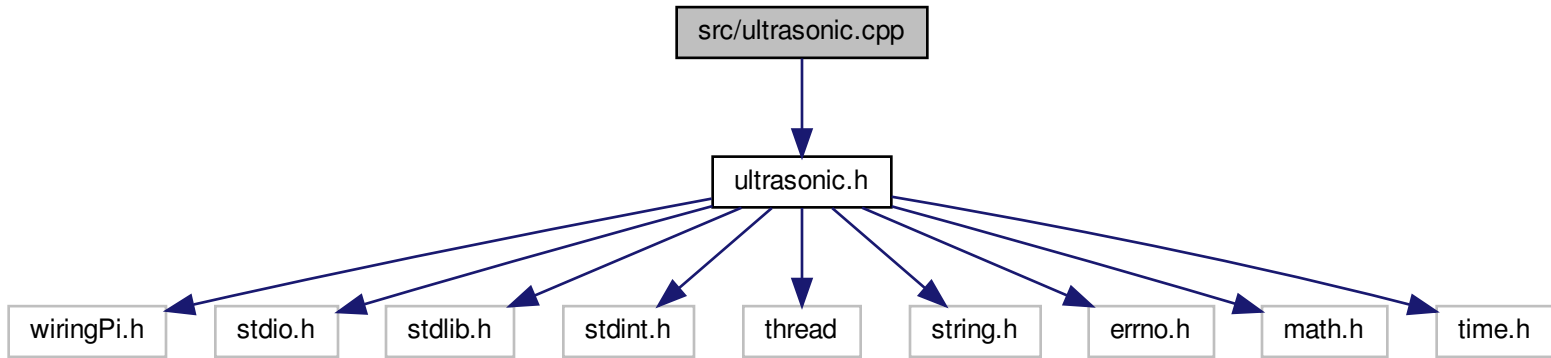 src/ultrasonic.cpp
ultrasonic.h
wiringPi.h
stdio.h
stdlib.h
stdint.h
thread
string.h
errno.h
math.h
time.h